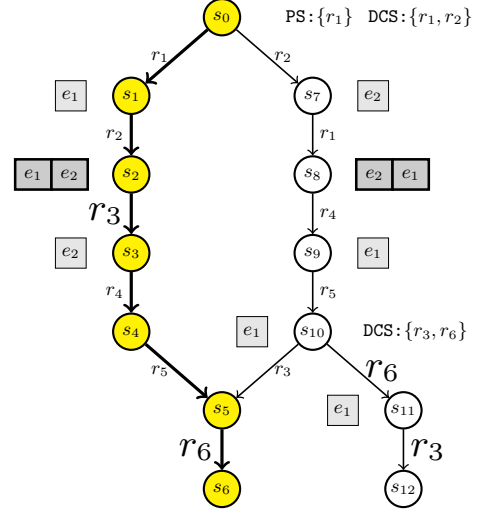 s0 PS:{r1} DCS:{r1, r2}
r1 r2
e1 s1 s7 e2
r2 r1
e1 e2 s2 s8 e2 e1
r3 r4
e2 s3 s9 e1
r4 r5
s4 e1 s10 DCS:{r3, r6}
r5 r3 r6
s5 e1 s11
r6 r3
s6 s12